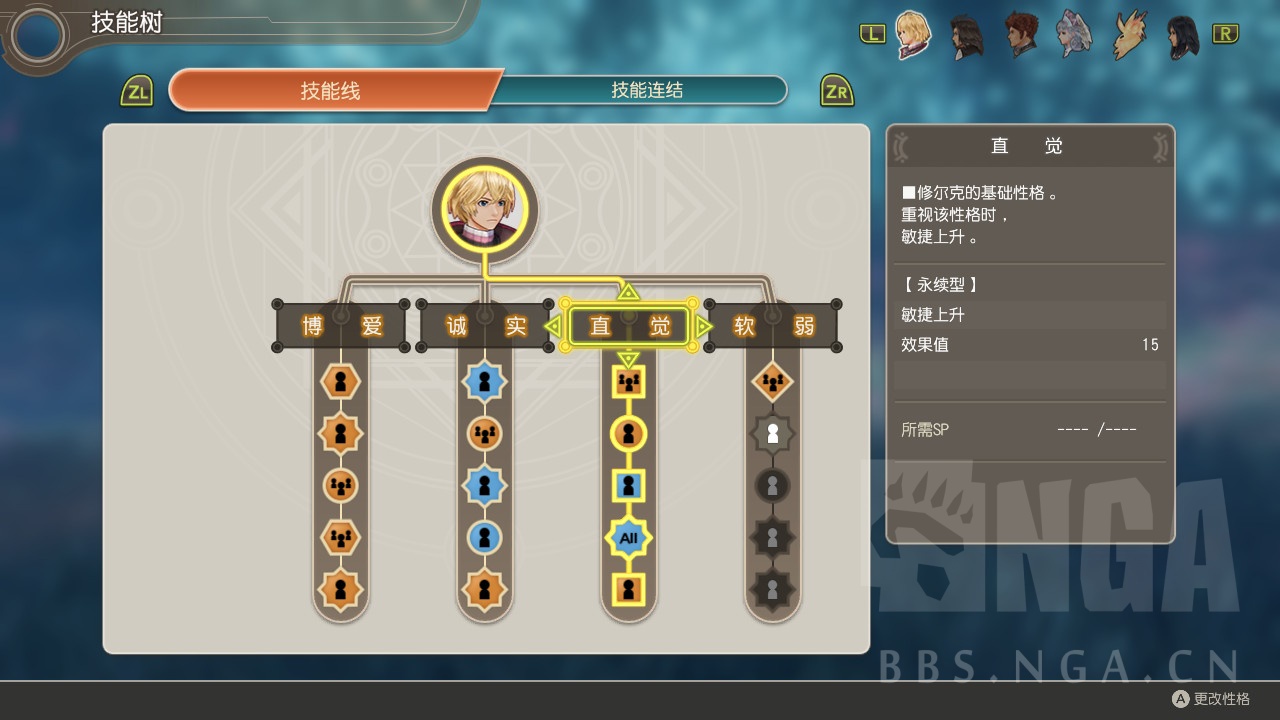 技能树
L
R
ZL
技能线
技能连结
ZR
直 觉
■修尔克的基础性格。
重视该性格时，
敏捷上升。
【永续型】
敏捷上升
效果值 15
所需SP ---- /----
博 爱
诚 实
直 觉
软 弱
All
NGA
BBS.NGA.CN
A 更改性格